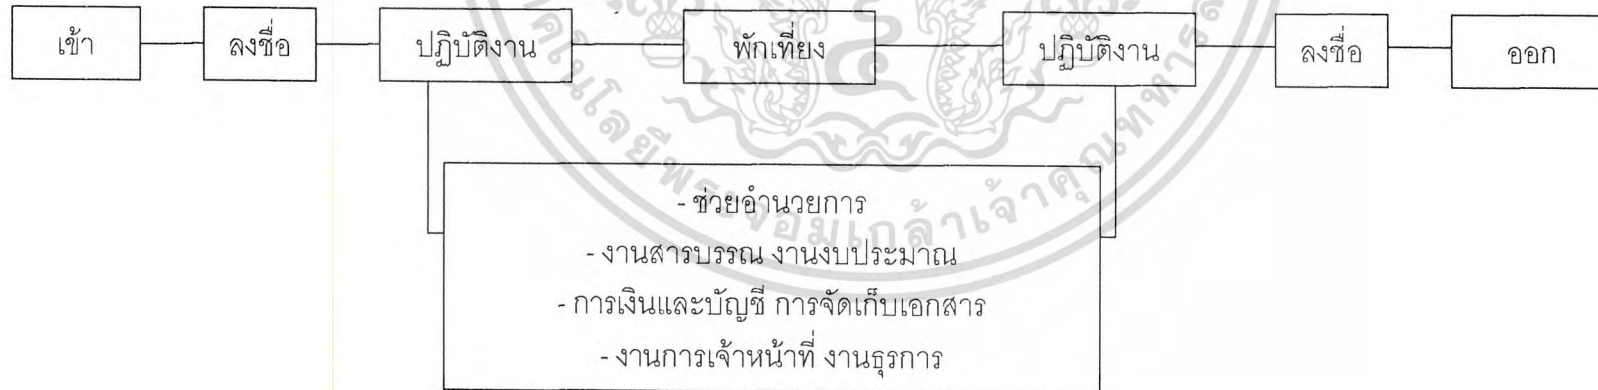 เข้า ลงชื่อ ปฏิบัติงาน พักเที่ยง ปฏิบัติงาน ลงชื่อ ออก
- ช่วยอำนวยการ
- งานสารบรรณ งานงบประมาณ
- การเงินและบัญชี การจัดเก็บเอกสาร
- งานการเจ้าหน้าที่ งานธุรการ